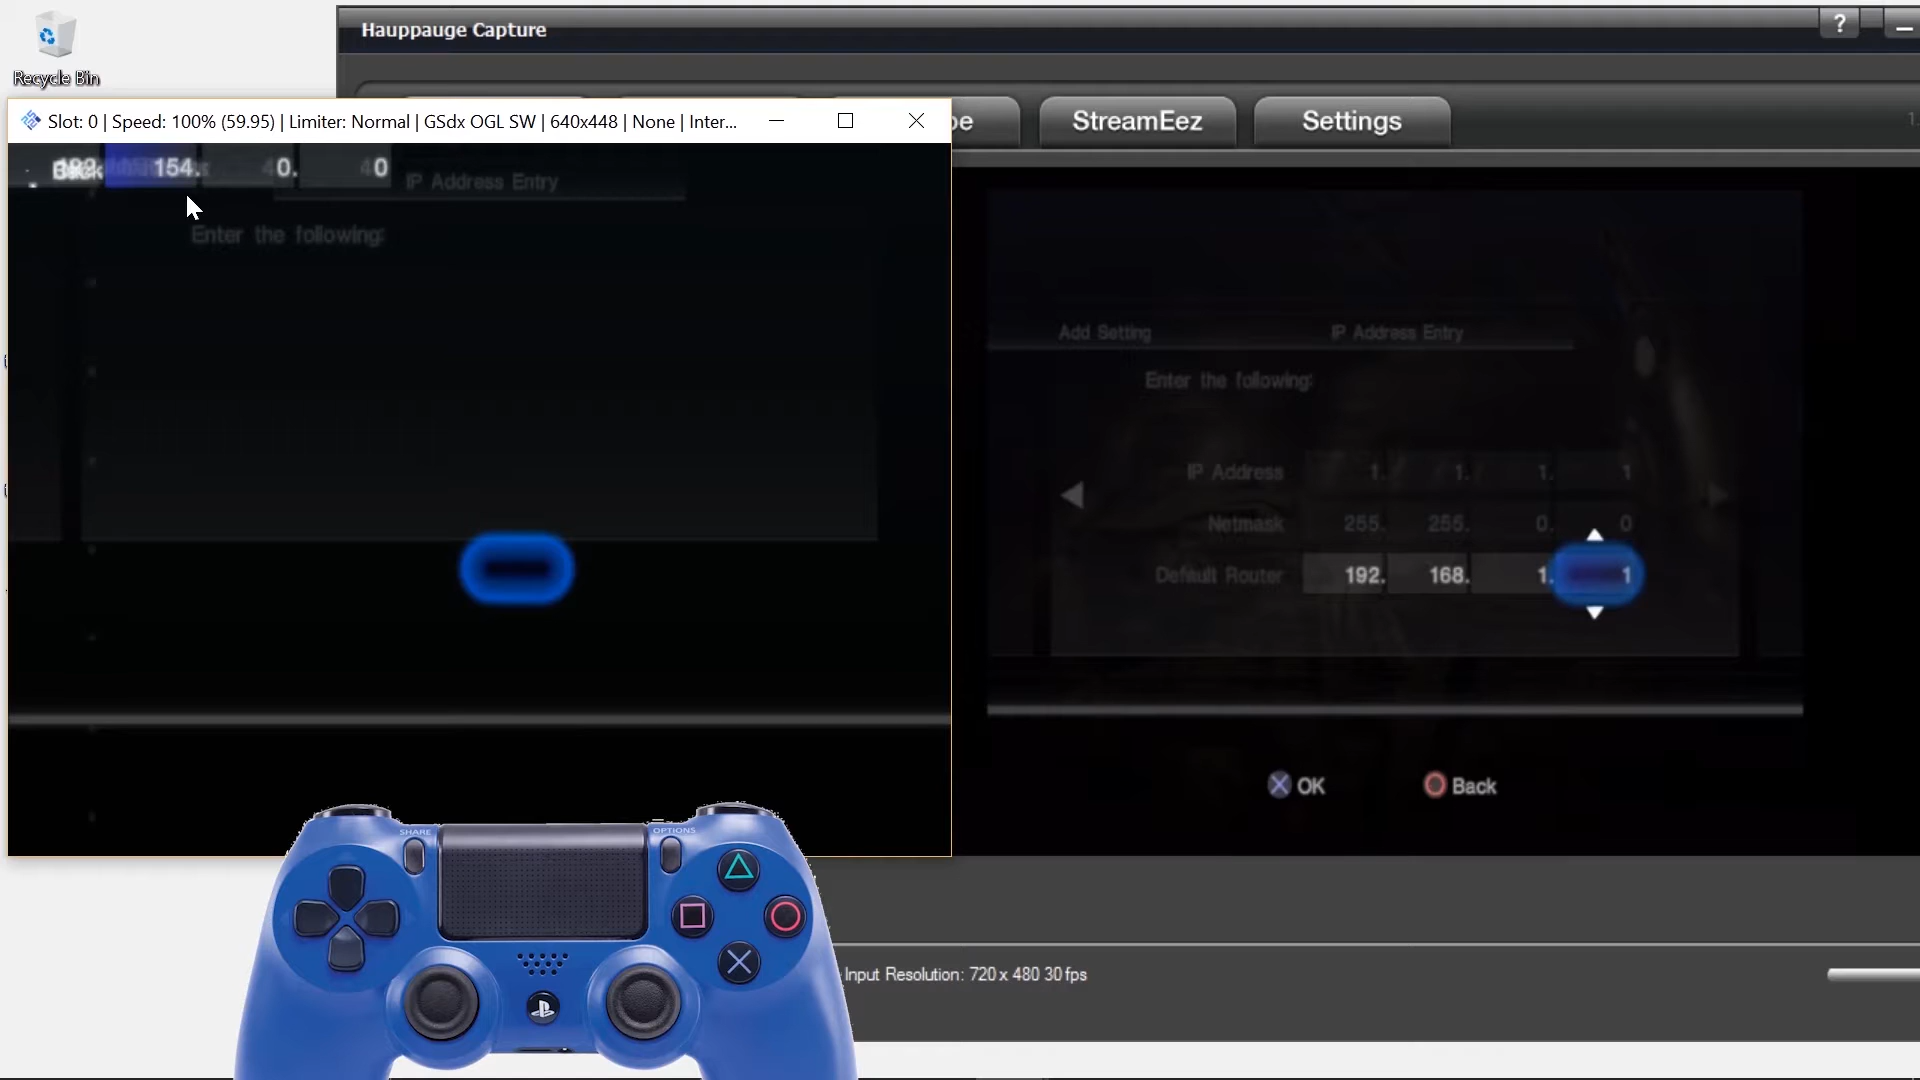 Hauppauge Capture
?
Recycle Bin
Slot: 0 | Speed: 100% (59.95) | Limiter: Normal | GSdx OGL SW | 640x448 | None | Inter...
StreamEez
Settings
154. 0. 0
IP Address Entry
Enter the following:
Add Setting
IP Address Entry
Enter the following:
IP Address 1. 1. 1. 1
Netmask 255. 255. 0. 0
Default Router 192. 168. 1. 1
OK
Back
SHARE
OPTIONS
Input Resolution: 720 x 480 30 fps